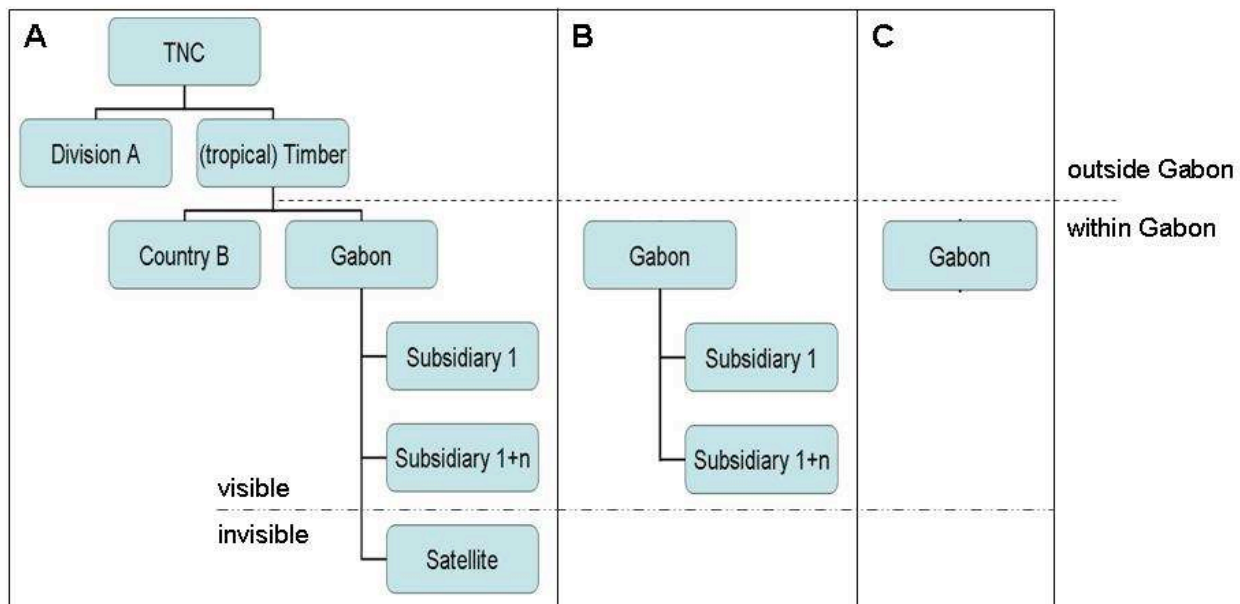 A
TNC
Division A
(tropical) Timber
Country B
Gabon
Subsidiary 1
Subsidiary 1+n
visible
invisible
Satellite
B
Gabon
Subsidiary 1
Subsidiary 1+n
C
Gabon
outside Gabon
within Gabon